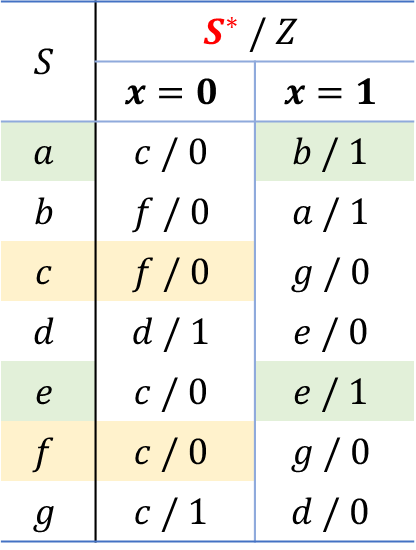 S
S* / Z
x = 0 x = 1
a c / 0 b / 1
b f / 0 a / 1
c f / 0 g / 0
d d / 1 e / 0
e c / 0 e / 1
f c / 0 g / 0
g c / 1 d / 0